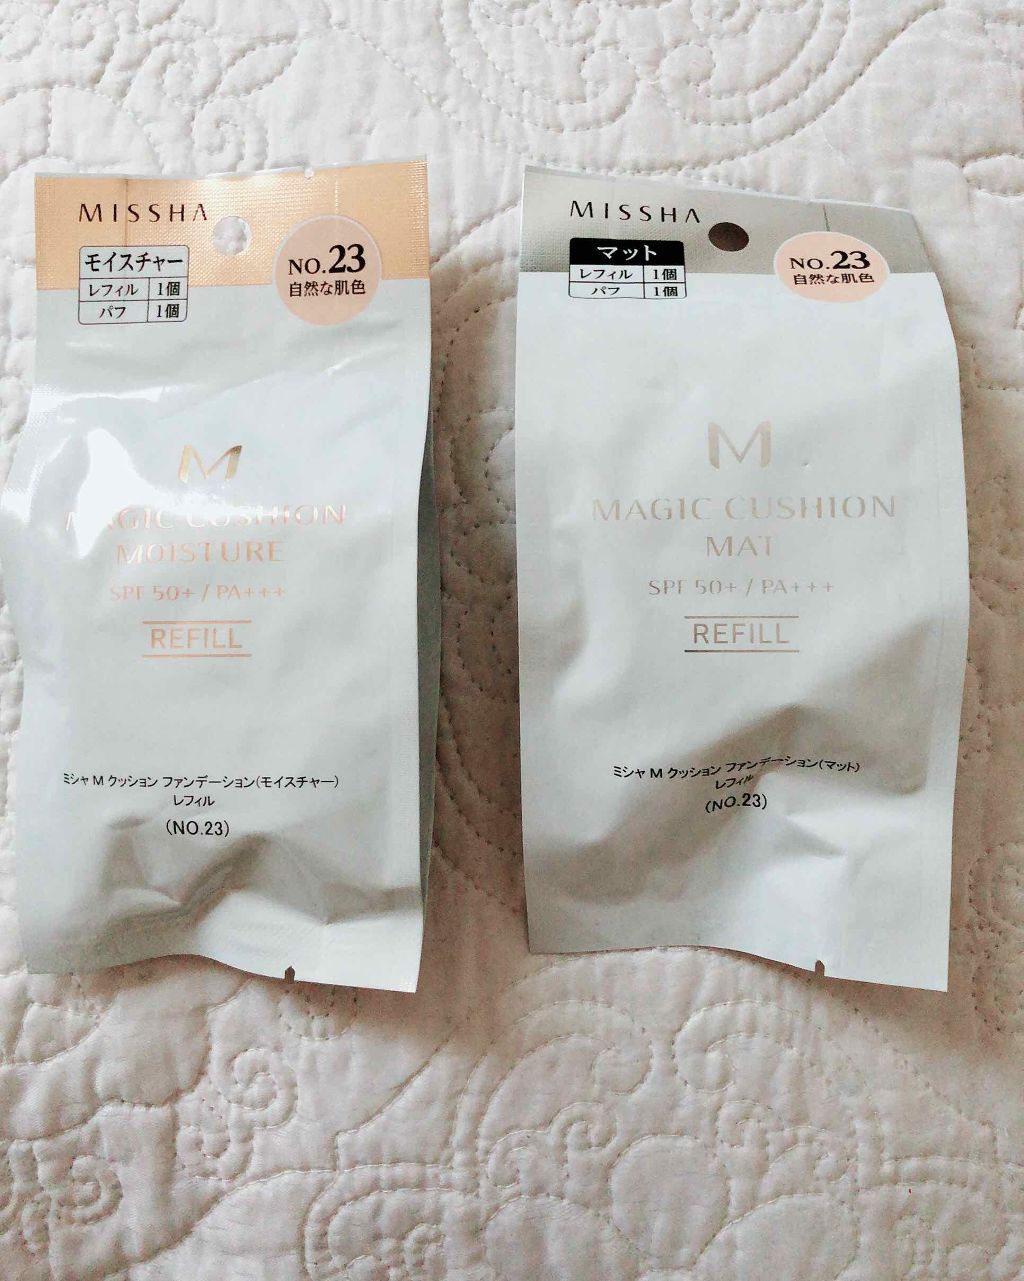 MISSHA
モイスチャー
レフィル 1個
パフ 1個
NO.23
自然な肌色
M
MAGIC CUSHION
MOISTURE
SPF 50+ / PA+++
REFILL
ミシャ M クッション ファンデーション(モイスチャー)
レフィル
(NO.23)
MISSHA
マット
レフィル 1個
パフ 1個
NO.23
自然な肌色
M
MAGIC CUSHION
MAT
SPF 50+ / PA+++
REFILL
ミシャ M クッション ファンデーション(マット)
レフィル
(NO.23)